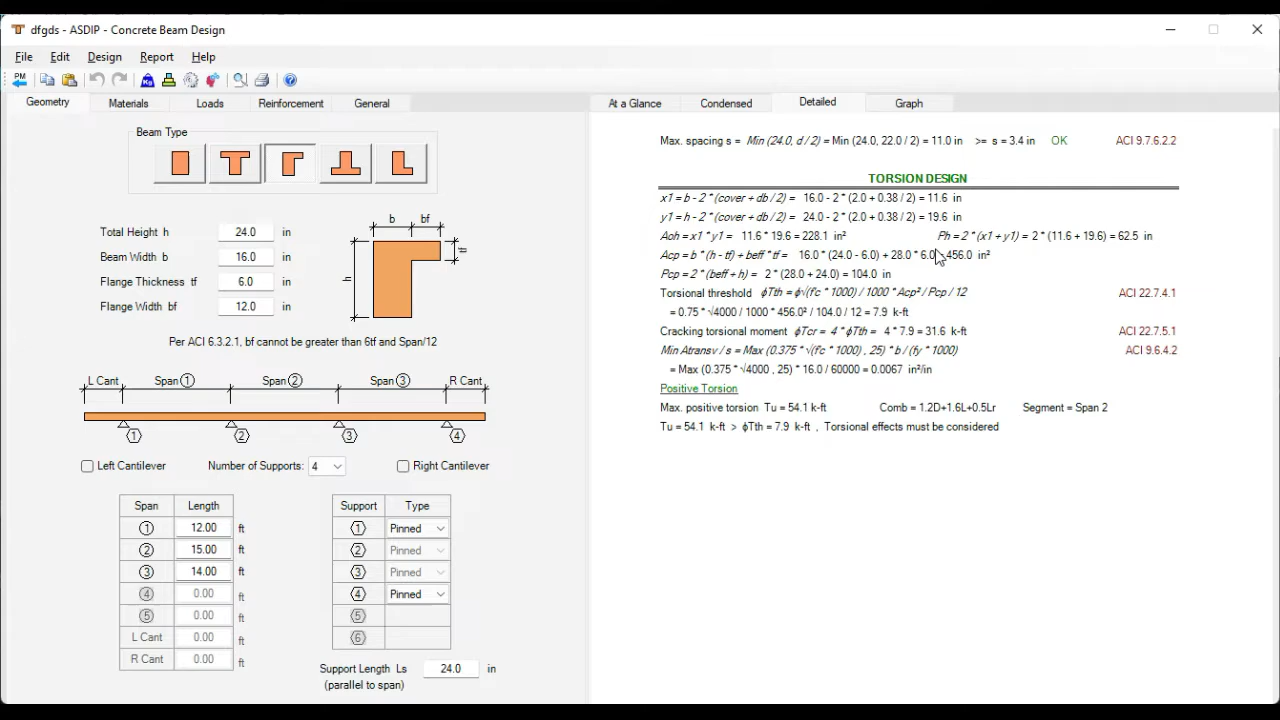 dfgds - ASDIP - Concrete Beam Design
File Edit Design Report Help
PM
Geometry Materials Loads Reinforcement General
At a Glance Condensed Detailed Graph
Beam Type
Total Height h 24.0 in
Beam Width b 16.0 in
Flange Thickness tf 6.0 in
Flange Width bf 12.0 in
b bf
h
tf
Per ACI 6.3.2.1, bf cannot be greater than 6tf and Span/12
L Cant Span 1 Span 2 Span 3 R Cant
1 2 3 4
Left Cantilever Number of Supports: 4 Right Cantilever
Span Length
1 12.00 ft
2 15.00 ft
3 14.00 ft
4 0.00 ft
5 0.00 ft
L Cant 0.00 ft
R Cant 0.00 ft
Support Type
1 Pinned
2 Pinned
3 Pinned
4 Pinned
5
6
Support Length Ls 24.0 in
(parallel to span)
Max. spacing s = Min (24.0, d / 2) = Min (24.0, 22.0 / 2) = 11.0 in >= s = 3.4 in OK ACI 9.7.6.2.2
TORSION DESIGN
x1 = b - 2 * (cover + db / 2) = 16.0 - 2 * (2.0 + 0.38 / 2) = 11.6 in
y1 = h - 2 * (cover + db / 2) = 24.0 - 2 * (2.0 + 0.38 / 2) = 19.6 in
Aoh = x1 * y1 = 11.6 * 19.6 = 228.1 in² Ph = 2 * (x1 + y1) = 2 * (11.6 + 19.6) = 62.5 in
Acp = b * (h - tf) + beff * tf = 16.0 * (24.0 - 6.0) + 28.0 * 6.0 456.0 in²
Pcp = 2 * (beff + h) = 2 * (28.0 + 24.0) = 104.0 in
Torsional threshold ϕTth = ϕ√(f'c * 1000) / 1000 * Acp² / Pcp / 12 ACI 22.7.4.1
= 0.75 * √4000 / 1000 * 456.0² / 104.0 / 12 = 7.9 k-ft
Cracking torsional moment ϕTcr = 4 * ϕTth = 4 * 7.9 = 31.6 k-ft ACI 22.7.5.1
Min Atransv / s = Max (0.375 * √(f'c * 1000) , 25) * b / (fy * 1000) ACI 9.6.4.2
= Max (0.375 * √4000 , 25) * 16.0 / 60000 = 0.0067 in²/in
Positive Torsion
Max. positive torsion Tu = 54.1 k-ft Comb = 1.2D+1.6L+0.5Lr Segment = Span 2
Tu = 54.1 k-ft > ϕTth = 7.9 k-ft , Torsional effects must be considered